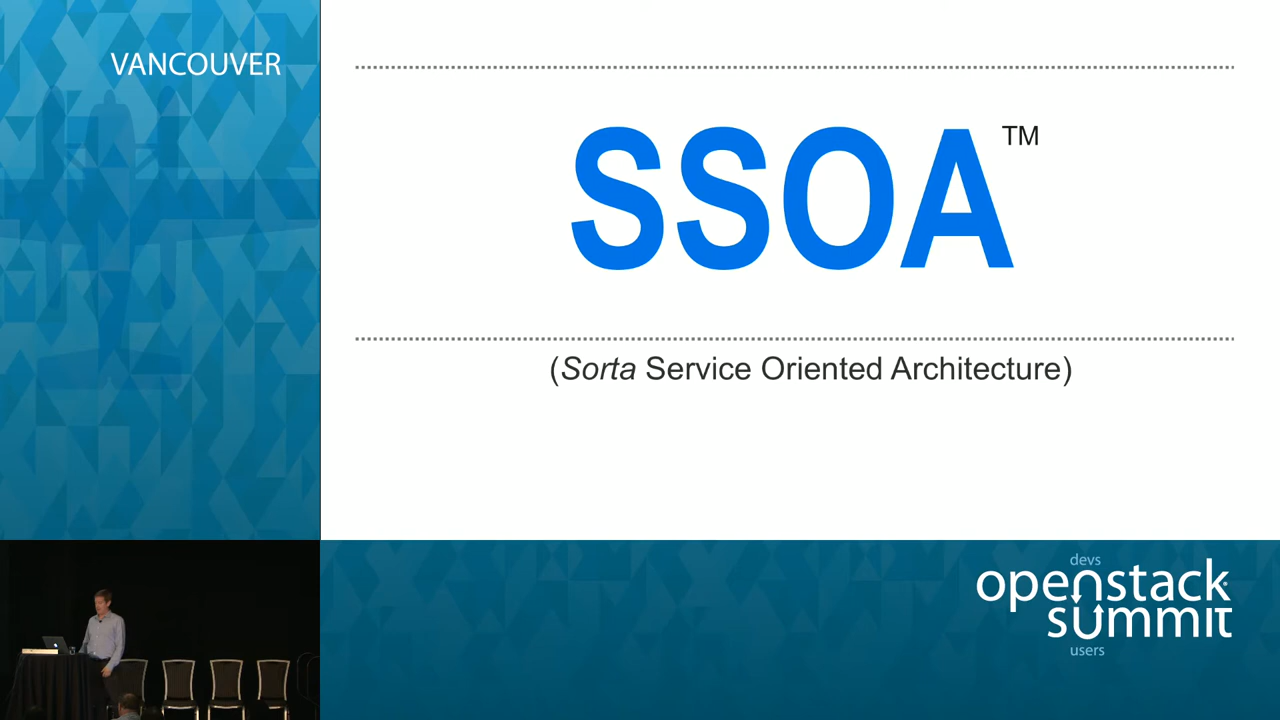 VANCOUVER
SSOA™
(Sorta Service Oriented Architecture)
devs
openstack
summit
users